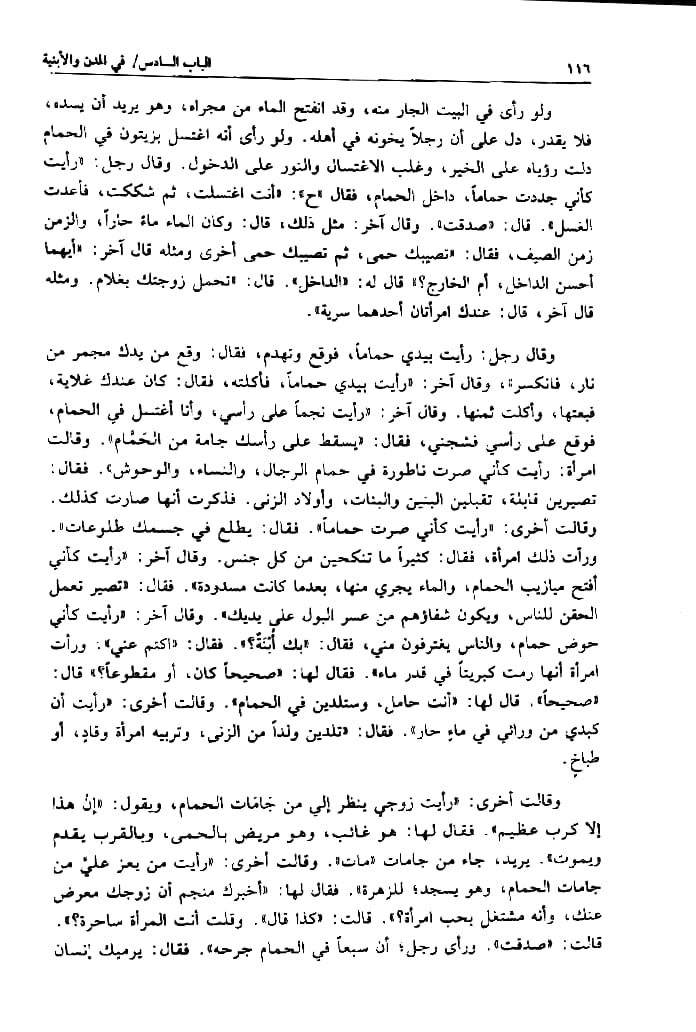 ١١٦
الباب السادس/ في المدن والأبنية
ولو رأى في البيت الجار منه، وقد انفتح الماء من مجراه، وهو يريد أن يسده،
فلا يقدر، دل على أن رجلاً يخونه في أهله. ولو رأى أنه اغتسل بزيتون في الحمام
دلت رؤياه على الخير، وغلب الاغتسال والنور على الدخول. وقال رجل: «رأيت
كأني جددت حماماً، داخل الحمام، فقال «ح»: «أنت اغتسلت، ثم شككت، فأعدت
الغسل». قال: «صدقت». وقال آخر: مثل ذلك، قال: وكان الماء ماءً حاراً، والزمن
زمن الصيف، فقال: «تصيبك حمى، ثم تصيبك حمى أخرى ومثله قال آخر: «أيهما
أحسن الداخل، أم الخارج؟» قال له: «الداخل». قال: «تحمل زوجتك بغلام. ومثله
قال آخر، قال: عندك امرأتان أحدهما سرية».
وقال رجل: رأيت بيدي حماماً، فوقع وتهدم، فقال: وقع من يدك مجمر من
نار، فانكسر»، وقال آخر: «رأيت بيدي حماماً، فأكلته، فقال: كان عندك غلاية،
فبعتها، وأكلت ثمنها. وقال آخر: «رأيت نجماً على رأسي، وأنا أغتسل في الحمام،
فوقع على رأسي فشجني، فقال: «يسقط على رأسك جامة من الحَمَّام». وقالت
امرأة: رأيت كأني صرت ناطورة في حمام الرجال، والنساء، والوحوش». فقال:
تصيرين قابلة، تقبلين البنين والبنات، وأولاد الزنى. فذكرت أنها صارت كذلك.
وقالت أخرى: «رأيت كأني صرت حماماً». فقال: يطلع في جسمك طلوعات».
ورأت ذلك امرأة، فقال: كثيراً ما تنكحين من كل جنس. وقال آخر: «رأيت كأني
أفتح ميازيب الحمام، والماء يجري منها، بعدما كانت مسدودة». فقال: «تصير تعمل
الحقن للناس، ويكون شفاؤهم من عسر البول على يديك». وقال آخر: «رأيت كأني
حوض حمام، والناس يغترفون مني، فقال: «بك أُبْنَةٌ؟». فقال: «اكتم عني». ورأت
امرأة أنها رمت كبريتاً في قدر ماء». فقال لها: «صحيحاً كان، أو مقطوعاً؟» قال:
«صحيحاً». قال لها: «أنت حامل، وستلدين في الحمام». وقالت أخرى: «رأيت أن
كبدي من ورائي في ماءٍ حار». فقال: «تلدين ولداً من الزنى، وتربيه امرأة وقادٍ، أو
طباخٍ.
وقالت أخرى: «رأيت زوجي ينظر إلي من جَامَات الحمام، ويقول: «إنْ هذا
إلا كرب عظيم». فقال لها: هو غائب، وهو مريض بالحمى، وبالقرب يقدم
ويموت». يريد، جاء من جامات «مات». وقالت أخرى: «رأيت من يعز عليَّ من
جامات الحمام، وهو يسجد؛ للزهرة». فقال لها: «أخبرك منجم أن زوجك معرض
عنك، وأنه مشتغل بحب امرأة؟». قالت: «كذا قال». وقلت أنت المرأة ساحرة؟».
قالت: «صدقت». ورأى رجل؛ أن سبعاً في الحمام جرحه». فقال: يرميك إنسان